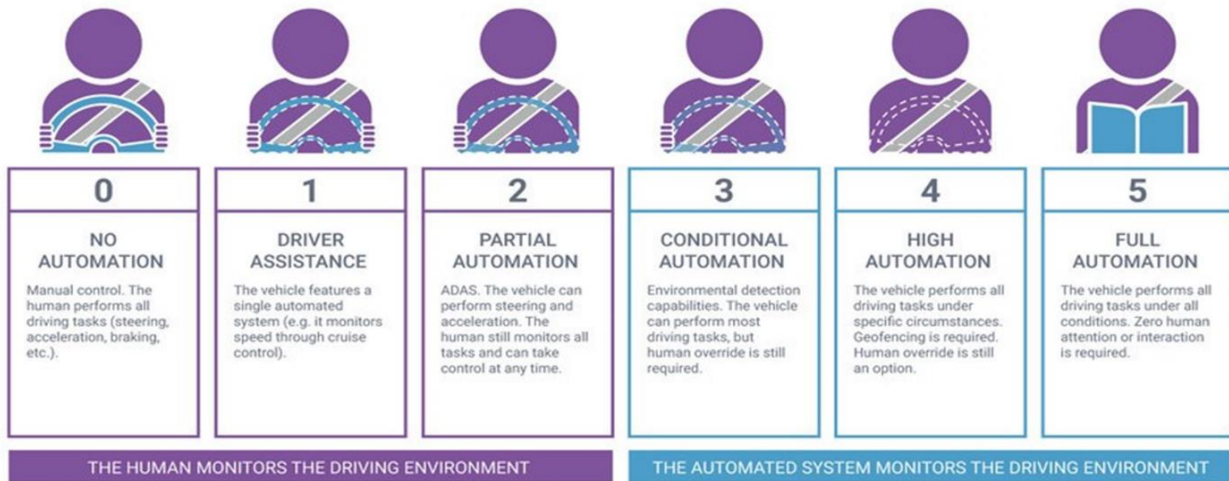 0
NO
AUTOMATION
Manual control. The
human performs all
driving tasks (steering,
acceleration, braking,
etc.).
1
DRIVER
ASSISTANCE
The vehicle features a
single automated
system (e.g. it monitors
speed through cruise
control).
2
PARTIAL
AUTOMATION
ADAS. The vehicle can
perform steering and
acceleration. The
human still monitors all
tasks and can take
control at any time.
3
CONDITIONAL
AUTOMATION
Environmental detection
capabilities. The vehicle
can perform most
driving tasks, but
human override is still
required.
4
HIGH
AUTOMATION
The vehicle performs all
driving tasks under
specific circumstances.
Geofencing is required.
Human override is still
an option.
5
FULL
AUTOMATION
The vehicle performs all
driving tasks under all
conditions. Zero human
attention or interaction
is required.
THE HUMAN MONITORS THE DRIVING ENVIRONMENT
THE AUTOMATED SYSTEM MONITORS THE DRIVING ENVIRONMENT